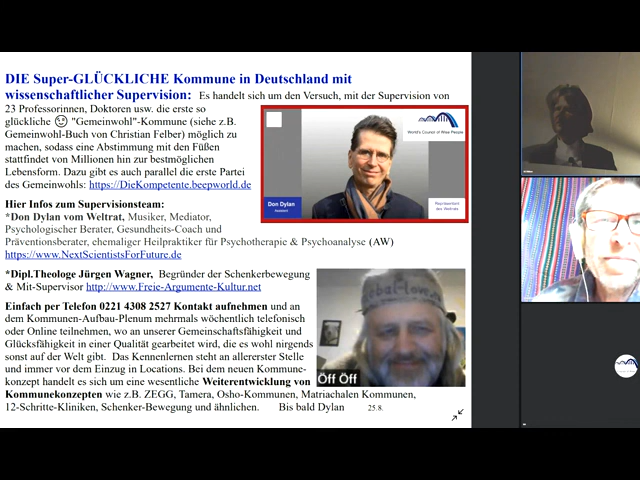 DIE Super-GLÜCKLICHE Kommune in Deutschland mit
wissenschaftlicher Supervision: Es handelt sich um den Versuch, mit der Supervision von
23 Professorinnen, Doktoren usw. die erste so
glückliche 😉 "Gemeinwohl"-Kommune (siehe z.B.
Gemeinwohl-Buch von Christian Felber) möglich zu
machen, sodass eine Abstimmung mit den Füßen
stattfindet von Millionen hin zur bestmöglichen
Lebensform. Dazu gibt es auch parallel die erste Partei
des Gemeinwohls: https://DieKompetente.beepworld.de
World's Council of Wise People
Don Dylan
Repräsentant
des Weltrats
Hier Infos zum Supervisionsteam:
*Don Dylan vom Weltrat, Musiker, Mediator,
Psychologischer Berater, Gesundheits-Coach und
Präventionsberater, ehemaliger Heilpraktiker für Psychotherapie & Psychoanalyse (AW)
https://www.NextScientistsForFuture.de
*Dipl.Theologe Jürgen Wagner, Begründer der Schenkerbewegung
& Mit-Supervisor http://www.Freie-Argumente-Kultur.net
Einfach per Telefon 0221 4308 2527 Kontakt aufnehmen und an
dem Kommunen-Aufbau-Plenum mehrmals wöchentlich telefonisch
oder Online teilnehmen, wo an unserer Gemeinschaftsfähigkeit und
Glücksfähigkeit in einer Qualität gearbeitet wird, die es wohl nirgends
sonst auf der Welt gibt. Das Kennenlernen steht an allererster Stelle
und immer vor dem Einzug in Locations. Bei dem neuen Kommune-
konzept handelt es sich um eine wesentliche Weiterentwicklung von
Kommunekonzepten wie z.B. ZEGG, Tamera, Osho-Kommunen, Matriachalen Kommunen,
12-Schritte-Kliniken, Schenker-Bewegung und ähnlichen. Bis bald Dylan 25.8.
Öff Öff